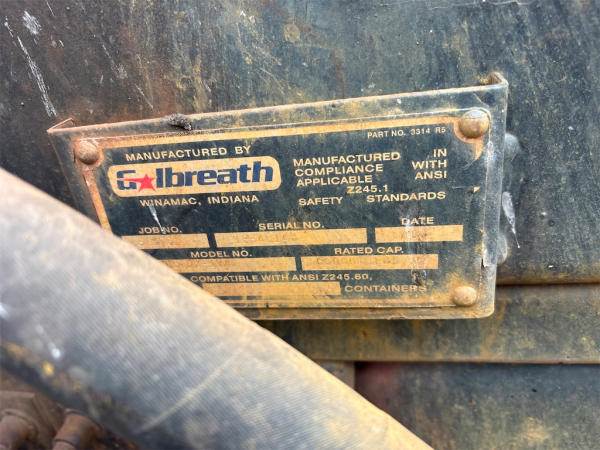 PART NO. 3314 R5
MANUFACTURED BY
Galbreath
WINAMAC, INDIANA
MANUFACTURED IN
COMPLIANCE WITH
APPLICABLE ANSI
Z245.1
SAFETY STANDARDS
JOB NO. SERIAL NO. DATE
MODEL NO. RATED CAP.
COMPATIBLE WITH ANSI Z245.60,
CONTAINERS